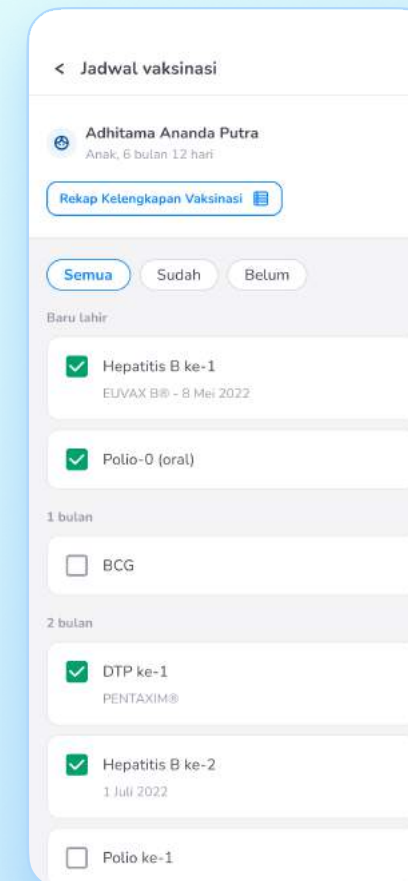 Jadwal vaksinasi
Adhitama Ananda Putra
Anak, 6 bulan 12 hari
Rekap Kelengkapan Vaksinasi
Semua Sudah Belum
Baru lahir
Hepatitis B ke-1
EUVAX B® - 8 Mei 2022
Polio-0 (oral)
1 bulan
BCG
2 bulan
DTP ke-1
PENTAXIM®
Hepatitis B ke-2
1 Juli 2022
Polio ke-1